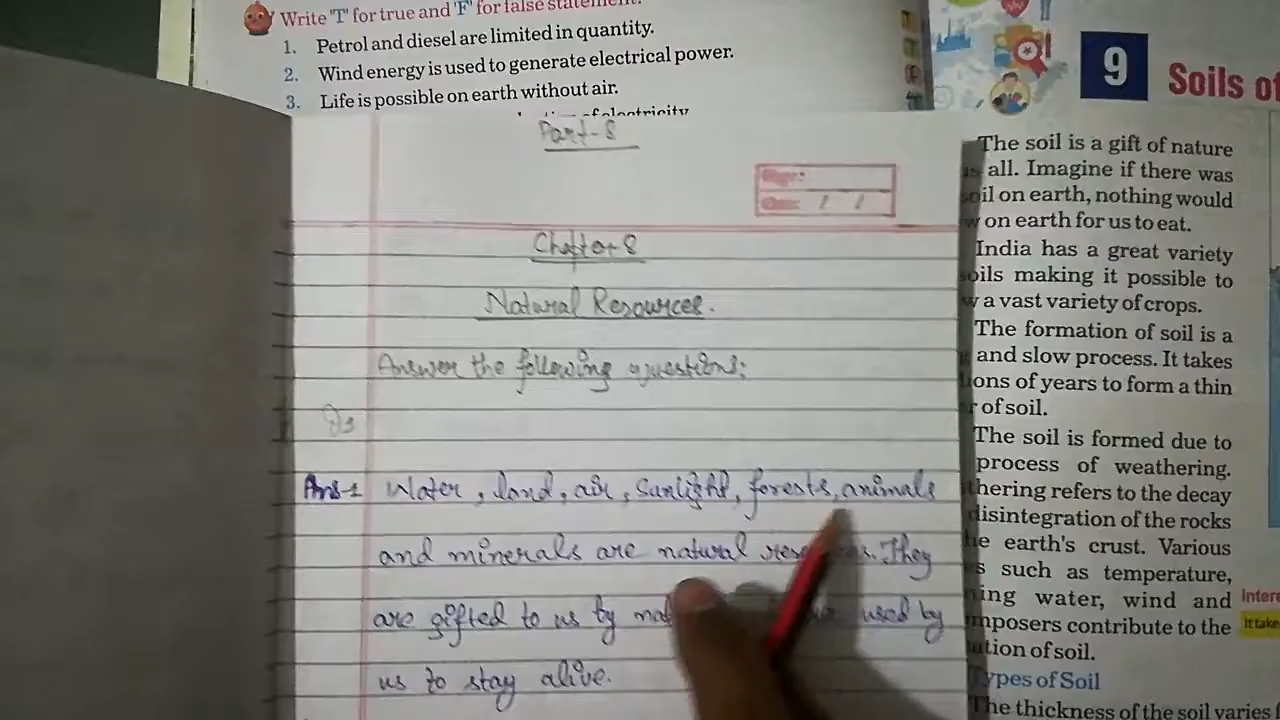 Write 'T' for true and 'F' for false statement.
1. Petrol and diesel are limited in quantity.
2. Wind energy is used to generate electrical power.
3. Life is possible on earth without air.
of electricity
Part-8
Page:
Date: / /
Chapter-8
Natural Resources.
Answer the following questions:
Ans-1 Water, land, air, Sunlight, forests, animals
and minerals are natural They
are gifted to us by used by
us to stay alive.
9 Soils of
The soil is a gift of nature
all. Imagine if there was
soil on earth, nothing would
on earth for us to eat.
India has a great variety
soils making it possible to
a vast variety of crops.
The formation of soil is a
and slow process. It takes
of years to form a thin
of soil.
The soil is formed due to
process of weathering.
refers to the decay
disintegration of the rocks
earth's crust. Various
such as temperature,
water, wind and
contribute to the
of soil.
Types of Soil
The thickness of the soil varies
Inter
It take